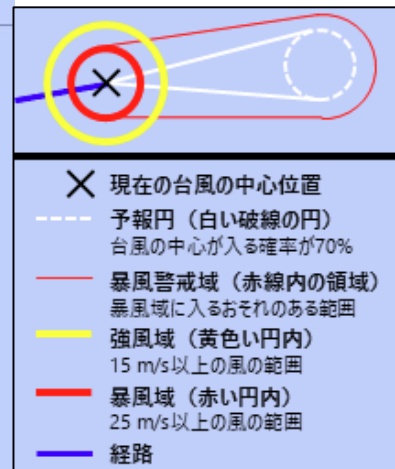 現在の台風の中心位置
予報円（白い破線の円）
台風の中心が入る確率が70%
暴風警戒域（赤線内の領域）
暴風域に入るおそれのある範囲
強風域（黄色い円内）
15 m/s以上の風の範囲
暴風域（赤い円内）
25 m/s以上の風の範囲
経路